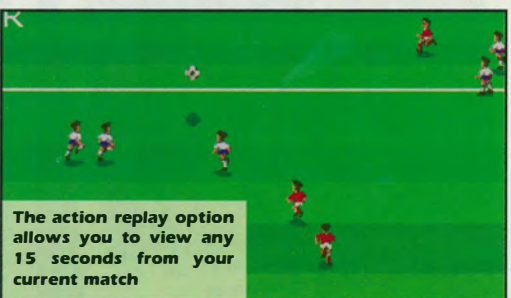 R
The action replay option
allows you to view any
15 seconds from your
current match